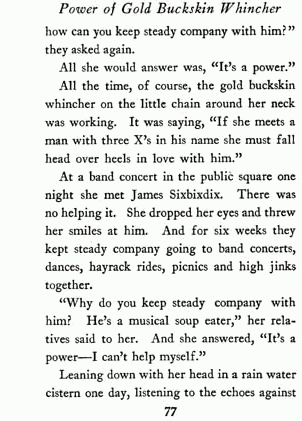 Power of Gold Buckskin Whincher
how can you keep steady company with him?"
they asked again.
All she would answer was, "It's a power."
All the time, of course, the gold buckskin
whincher on the little chain around her neck
was working. It was saying, "If she meets a
man with three X's in his name she must fall
head over heels in love with him."
At a band concert in the public square one
night she met James Sixbixdix. There was
no helping it. She dropped her eyes and threw
her smiles at him. And for six weeks they
kept steady company going to band concerts,
dances, hayrack rides, picnics and high jinks
together.
"Why do you keep steady company with
him? He's a musical soup eater," her rela-
tives said to her. And she answered, "It's a
power—I can't help myself."
Leaning down with her head in a rain water
cistern one day, listening to the echoes against
77